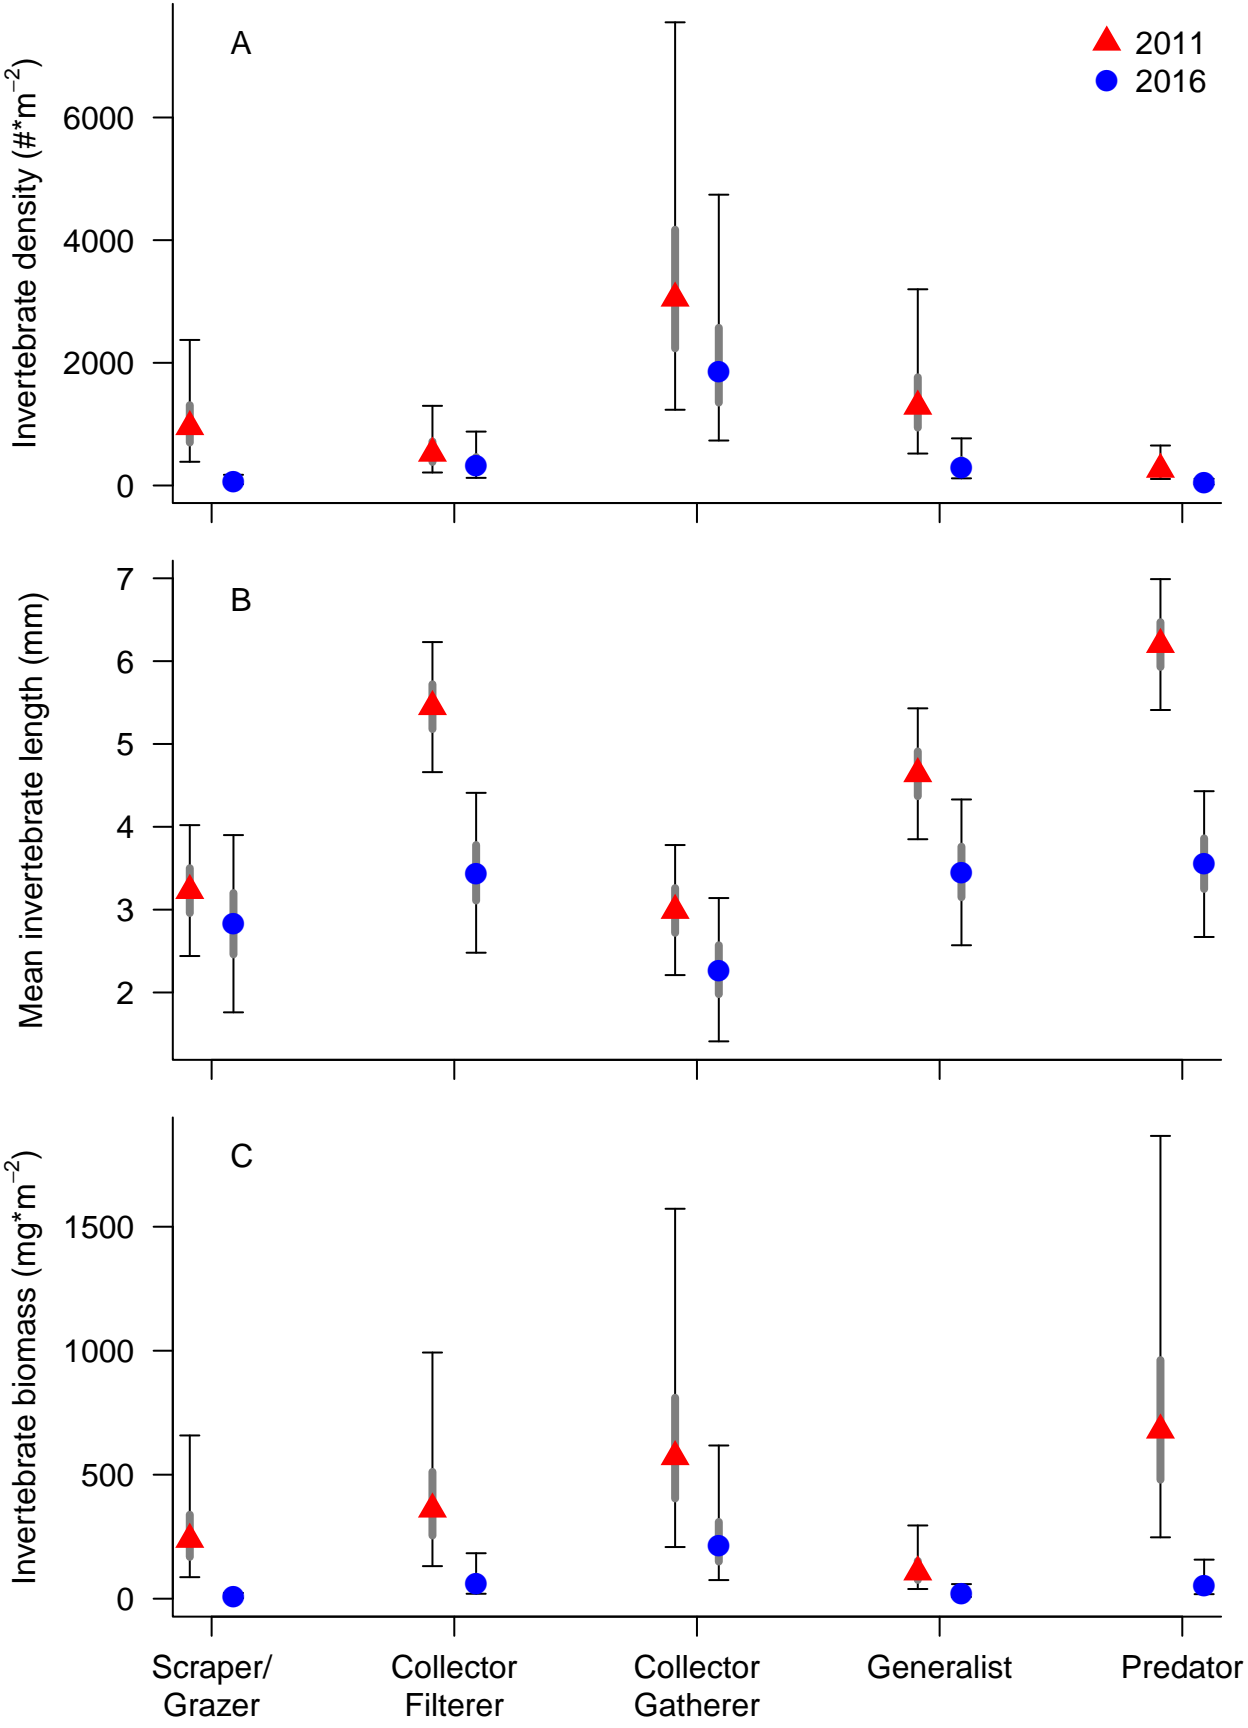 A
2011
2016
Invertebrate density (#*m−2)
6000
4000
2000
0
B
Mean invertebrate length (mm)
7
6
5
4
3
2
C
Invertebrate biomass (mg*m−2)
1500
1000
500
0
Scraper/
Grazer
Collector
Filterer
Collector
Gatherer
Generalist
Predator